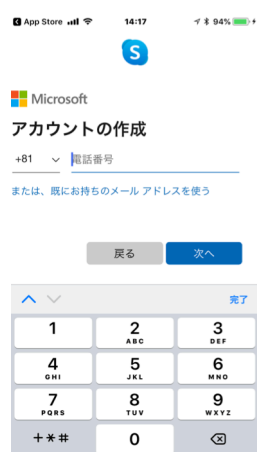 App Store 14:17 94%
S
Microsoft
アカウントの作成
+81 電話番号
または、既にお持ちのメール アドレスを使う
戻る 次へ
完了
1 2 3
ABC DEF
4 5 6
GHI JKL MNO
7 8 9
PQRS TUV WXYZ
+*# 0